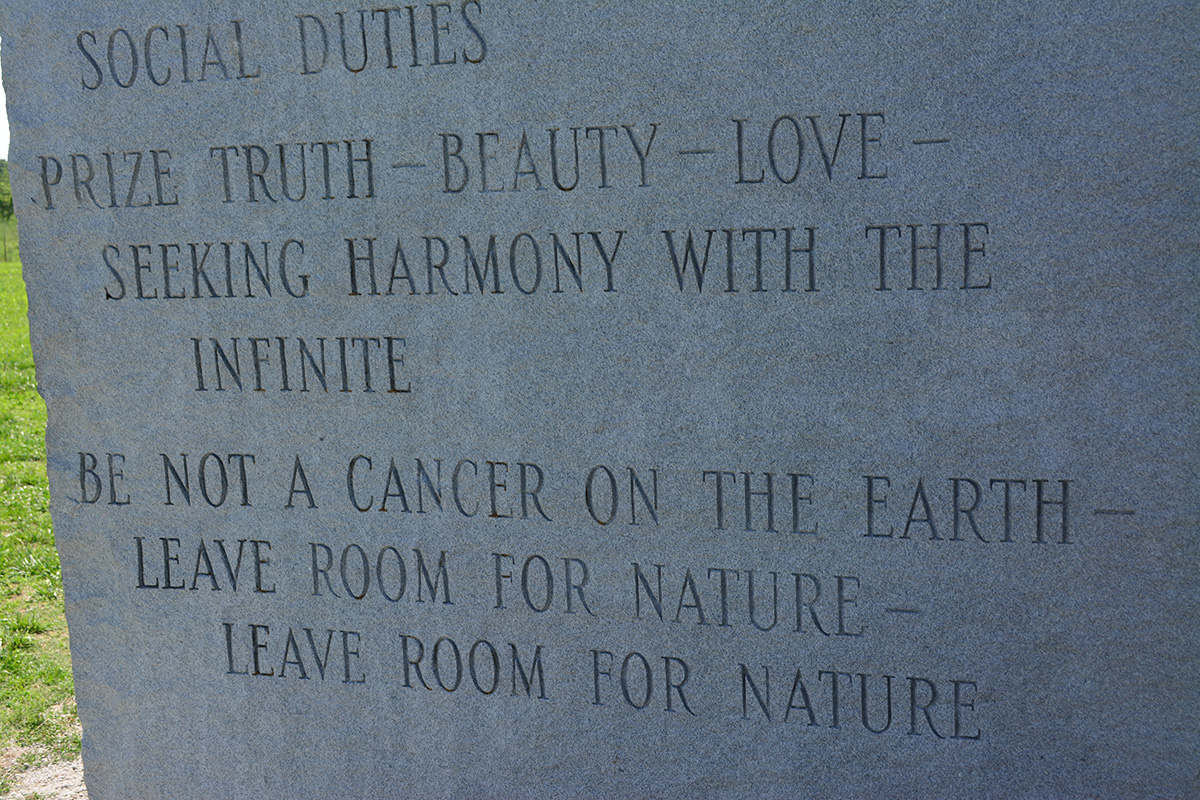 SOCIAL DUTIES
PRIZE TRUTH – BEAUTY – LOVE –
SEEKING HARMONY WITH THE
INFINITE
BE NOT A CANCER ON THE EARTH –
LEAVE ROOM FOR NATURE –
LEAVE ROOM FOR NATURE